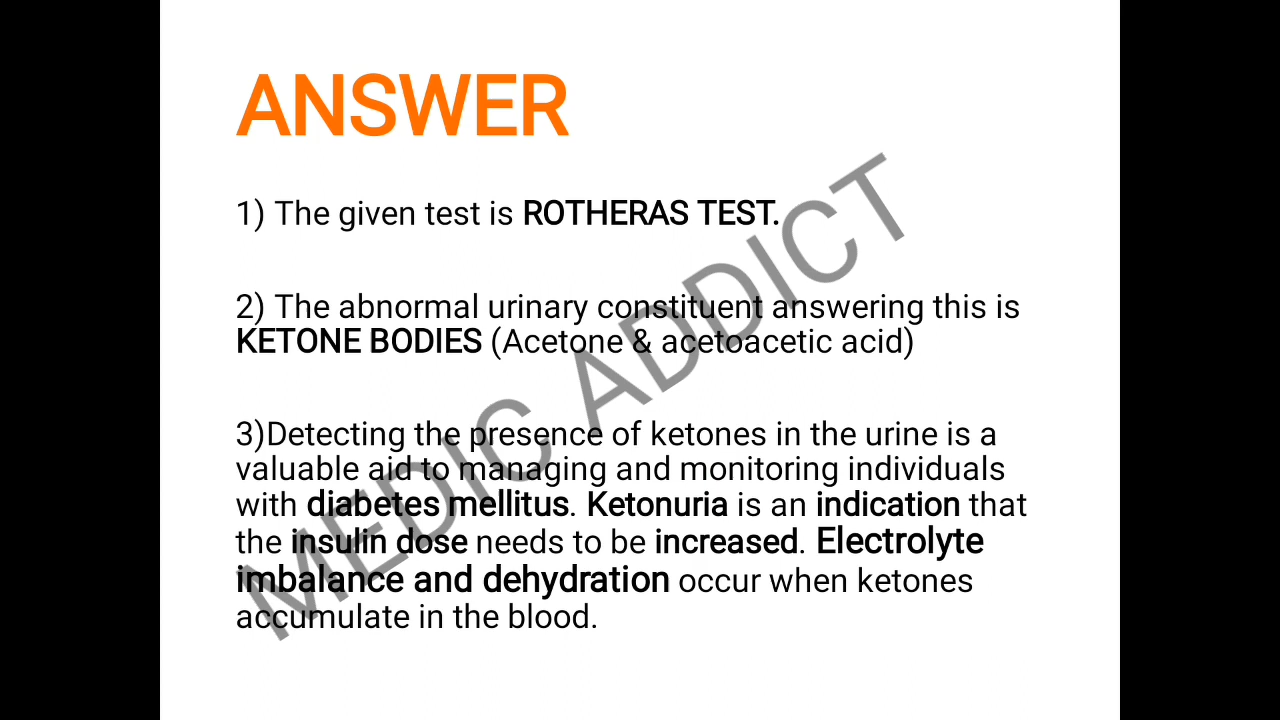 ANSWER
1) The given test is ROTHERAS TEST.
2) The abnormal urinary constituent answering this is
KETONE BODIES (Acetone & acetoacetic acid)
3)Detecting the presence of ketones in the urine is a
valuable aid to managing and monitoring individuals
with diabetes mellitus. Ketonuria is an indication that
the insulin dose needs to be increased. Electrolyte
imbalance and dehydration occur when ketones
accumulate in the blood.
MEDIC ADDICT